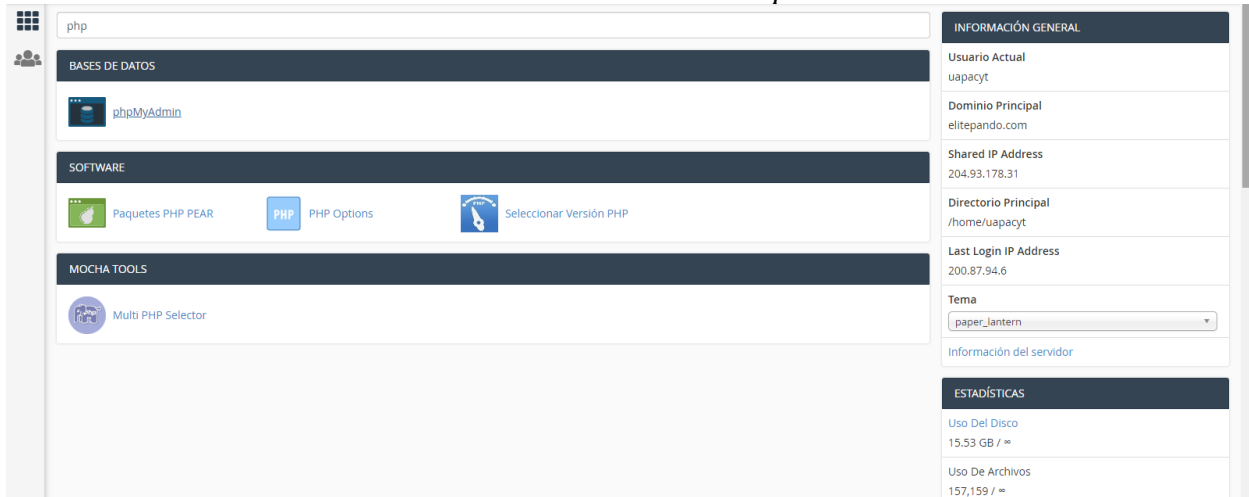 php
BASES DE DATOS
phpMyAdmin
SOFTWARE
Paquetes PHP PEAR
PHP
PHP Options
PHP
Seleccionar Versión PHP
MOCHA TOOLS
php
Multi PHP Selector
INFORMACIÓN GENERAL
Usuario Actual
uapacyt
Dominio Principal
elitepando.com
Shared IP Address
204.93.178.31
Directorio Principal
/home/uapacyt
Last Login IP Address
200.87.94.6
Tema
paper_lantern
Información del servidor
ESTADÍSTICAS
Uso Del Disco
15.53 GB / ∞
Uso De Archivos
157,159 / ∞